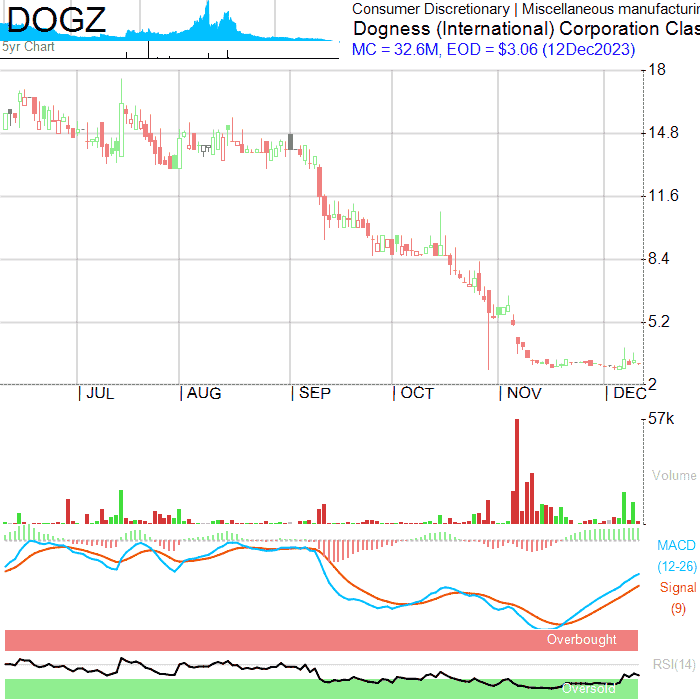 DOGZ
5yr Chart
Consumer Discretionary | Miscellaneous manufacturin
Dogness (International) Corporation Clas
MC = 32.6M, EOD = $3.06 (12Dec2023)
18
14.8
11.6
8.4
5.2
2
| JUL | AUG | SEP | OCT | NOV | DEC
57k
Volume
MACD
(12-26)
Signal
(9)
Overbought
RSI(14)
Oversold